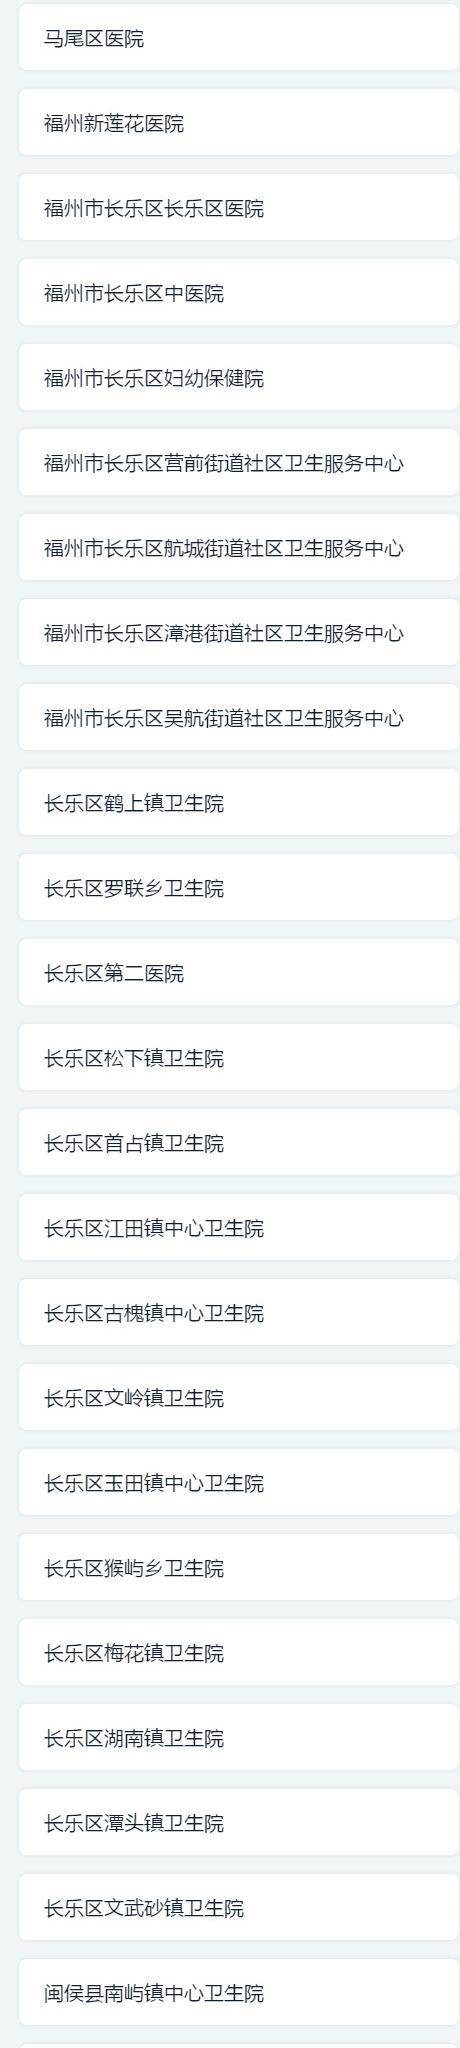 马尾区医院
福州新莲花医院
福州市长乐区长乐区医院
福州市长乐区中医院
福州市长乐区妇幼保健院
福州市长乐区营前街道社区卫生服务中心
福州市长乐区航城街道社区卫生服务中心
福州市长乐区漳港街道社区卫生服务中心
福州市长乐区吴航街道社区卫生服务中心
长乐区鹤上镇卫生院
长乐区罗联乡卫生院
长乐区第二医院
长乐区松下镇卫生院
长乐区首占镇卫生院
长乐区江田镇中心卫生院
长乐区古槐镇中心卫生院
长乐区文岭镇卫生院
长乐区玉田镇中心卫生院
长乐区猴屿乡卫生院
长乐区梅花镇卫生院
长乐区湖南镇卫生院
长乐区潭头镇卫生院
长乐区文武砂镇卫生院
闽侯县南屿镇中心卫生院